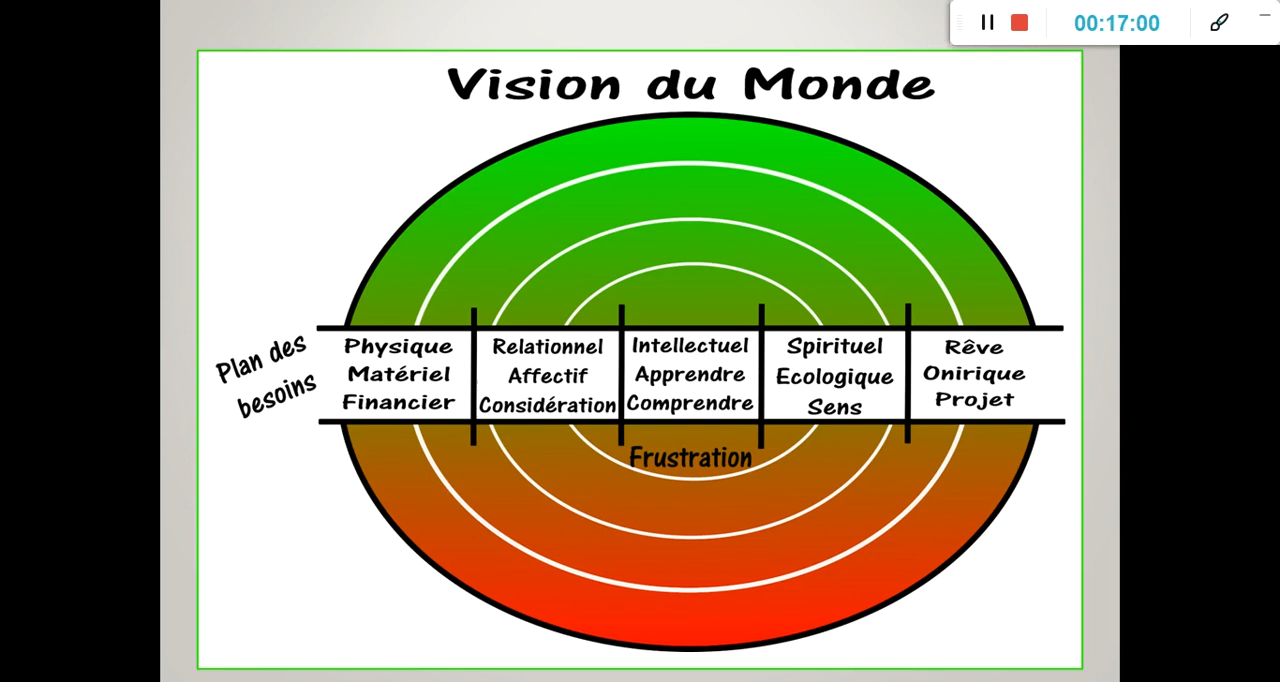 00:17:00
Vision du Monde
Plan des
besoins
Physique
Matériel
Financier
Relationnel
Affectif
Considération
Intellectuel
Apprendre
Comprendre
Spirituel
Ecologique
Sens
Rêve
Onirique
Projet
Frustration